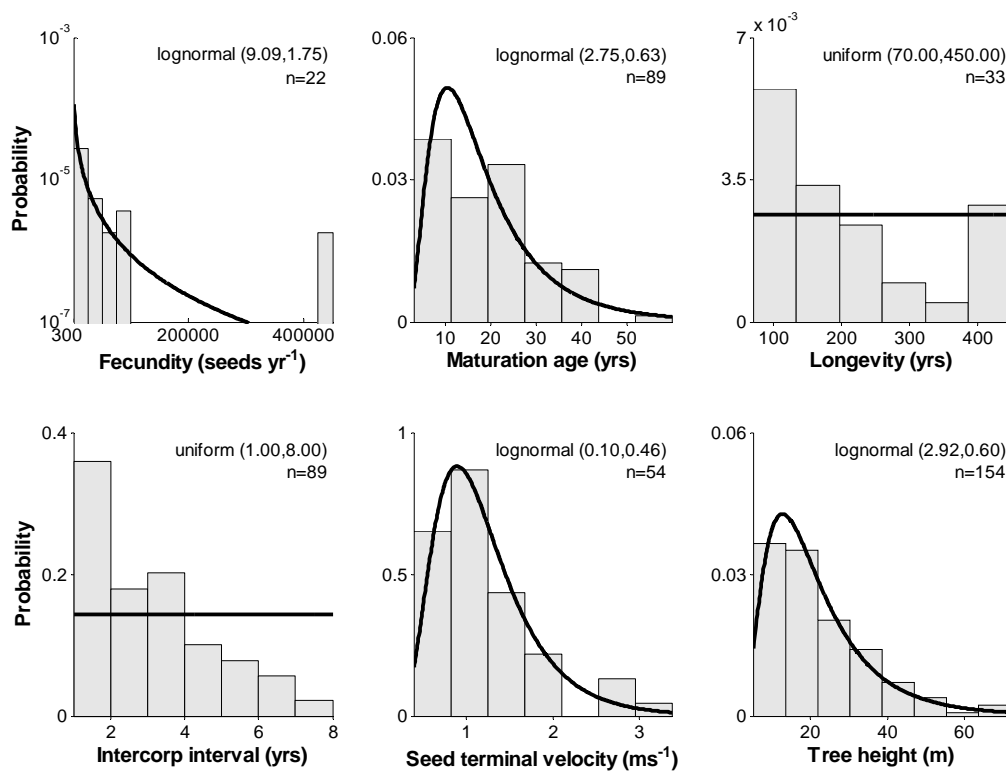 10⁻³
10⁻⁵
10⁻⁷
Probability
lognormal (9.09,1.75)
n=22
300 200000 400000
Fecundity (seeds yr⁻¹)
0.06
0.03
0
lognormal (2.75,0.63)
n=89
10 20 30 40 50
Maturation age (yrs)
7 x 10⁻³
3.5
0
uniform (70.00,450.00)
n=33
100 200 300 400
Longevity (yrs)
0.4
0.2
0
Probability
uniform (1.00,8.00)
n=89
2 4 6 8
Intercorp interval (yrs)
1
0.5
0
lognormal (0.10,0.46)
n=54
1 2 3
Seed terminal velocity (ms⁻¹)
0.06
0.03
0
lognormal (2.92,0.60)
n=154
20 40 60
Tree height (m)